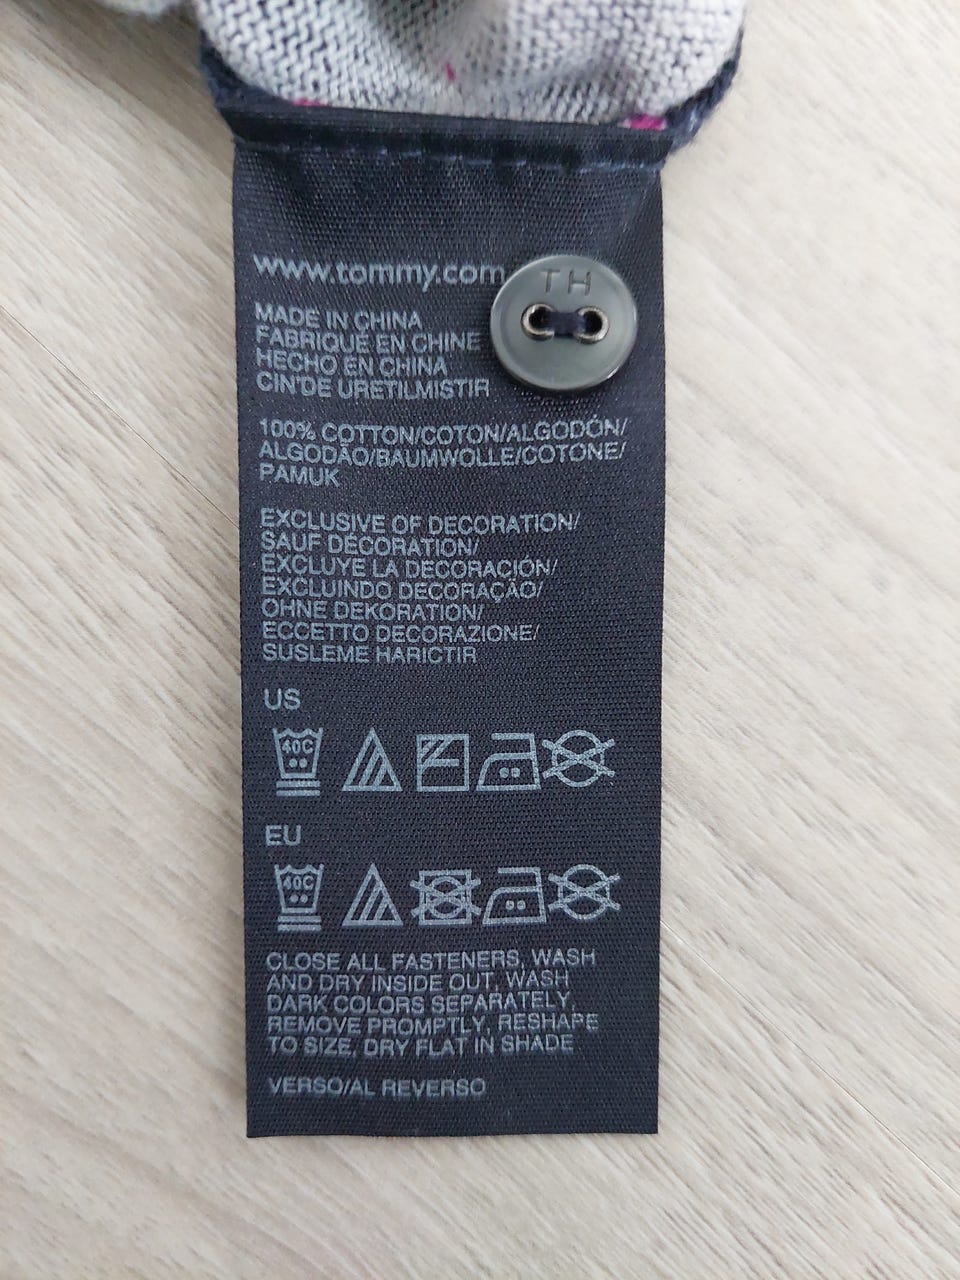 www.tommy.com
TH
MADE IN CHINA
FABRIQUE EN CHINE
HECHO EN CHINA
CIN'DE URETILMISTIR
100% COTTON/COTON/ALGODÓN/
ALGODÃO/BAUMWOLLE/COTONE/
PAMUK
EXCLUSIVE OF DECORATION/
SAUF DÉCORATION/
EXCLUYE LA DECORACIÓN/
EXCLUINDO DECORAÇÃO/
OHNE DEKORATION/
ECCETTO DECORAZIONE/
SUSLEME HARICTIR
US
40C
EU
40C
CLOSE ALL FASTENERS, WASH
AND DRY INSIDE OUT, WASH
DARK COLORS SEPARATELY,
REMOVE PROMPTLY, RESHAPE
TO SIZE, DRY FLAT IN SHADE
VERSO/AL REVERSO